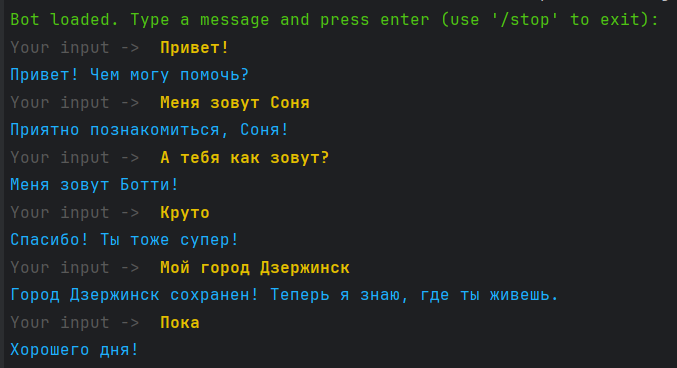 Bot loaded. Type a message and press enter (use '/stop' to exit):
Your input -> Привет!
Привет! Чем могу помочь?
Your input -> Меня зовут Соня
Приятно познакомиться, Соня!
Your input -> А тебя как зовут?
Меня зовут Ботти!
Your input -> Круто
Спасибо! Ты тоже супер!
Your input -> Мой город Дзержинск
Город Дзержинск сохранен! Теперь я знаю, где ты живешь.
Your input -> Пока
Хорошего дня!